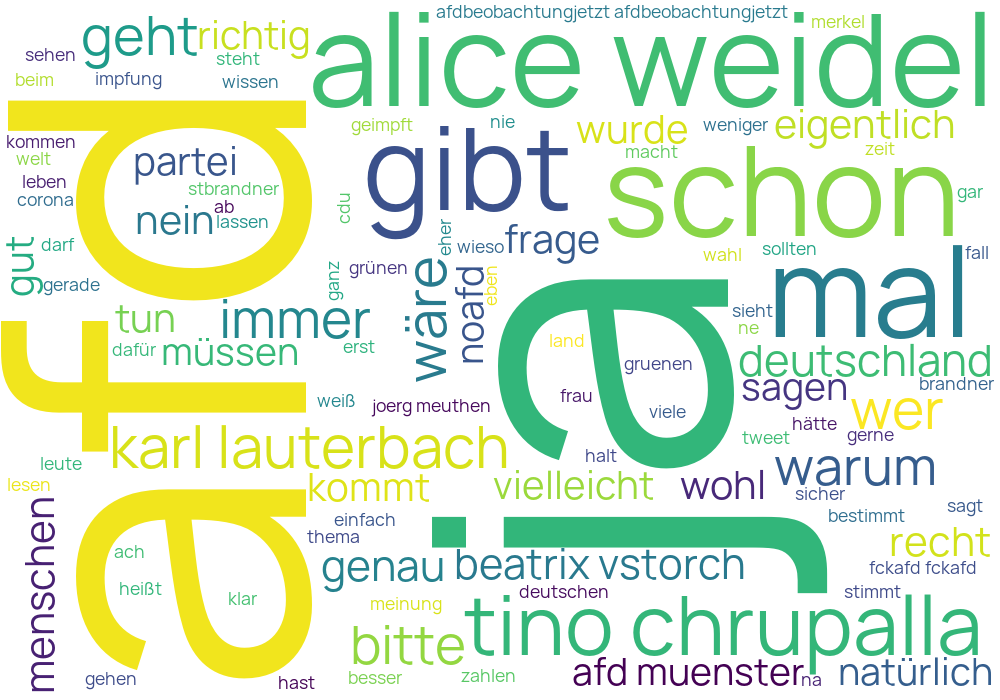 afdbeobachtungjetzt afdbeobachtungjetzt
merkel
geht
richtig
alice weidel
sehen
steht
beim
impfung
wissen
afd
geimpft
nie
wurde
weniger
eigentlich
kommen
partei
gibt
macht
schon
zeit
welt
leben
stbrandner
corona
ab
cdu
gar
nein
lassen
eher
wieso
frage
gut
darf
wahl
sollten
mal
fall
gerade
ganz
grünen
wäre
noafd
eben
ja
sieht
ne
tun
immer
land
dafür
müssen
erst
gruenen
deutschland
sagen
brandner
weiß
joerg meuthen
frau
viele
hätte
wer
karl lauterbach
tweet
gerne
leute
halt
warum
lesen
kommt
vielleicht
wohl
sicher
menschen
einfach
thema
bestimmt
sagt
ach
recht
genau
beatrix vstorch
fckafd fckafd
heißt
klar
deutschen
stimmt
meinung
tino chrupalla
bitte
gehen
hast
besser
zahlen
afd muenster
na
natürlich